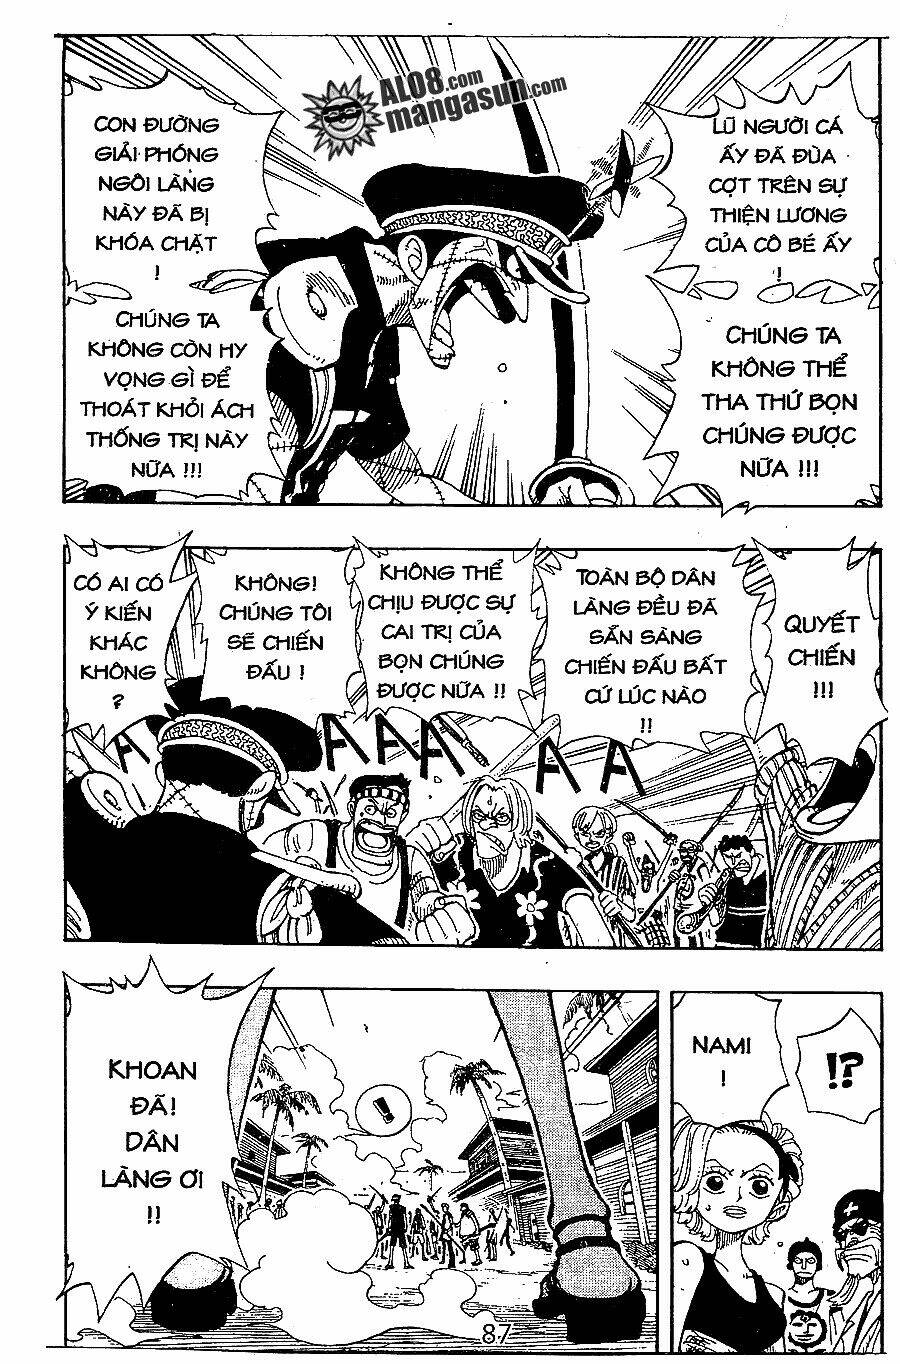 ALO8.com
mangasun.com
LŨ NGƯỜI CÁ
ẤY ĐÃ ĐÙA
CỢT TRÊN SỰ
THIỆN LƯƠNG
CỦA CÔ BÉ ẤY
!
CHÚNG TA
KHÔNG THỂ
THA THỨ BỌN
CHÚNG ĐƯỢC
NỮA !!!
CON ĐƯỜNG
GIẢI PHÓNG
NGÔI LÀNG
NÀY ĐÃ BỊ
KHÓA CHẶT
!
CHÚNG TA
KHÔNG CÒN HY
VỌNG GÌ ĐỂ
THOÁT KHỎI ÁCH
THỐNG TRỊ NÀY
NỮA !!!
QUYẾT
CHIẾN
!!!
TOÀN BỘ DÂN
LÀNG ĐỀU ĐÃ
SẲN SÀNG
CHIẾN ĐẤU BẤT
CỨ LÚC NÀO
!!
KHÔNG THỂ
CHỊU ĐƯỢC SỰ
CAI TRỊ CỦA
BỌN CHÚNG
ĐƯỢC NỮA !!
KHÔNG!
CHÚNG TÔI
SẼ CHIẾN
ĐẤU !
CÓ AI CÓ
Ý KIẾN
KHÁC
KHÔNG
?
A A A A A A
!?
NAMI
!
!
KHOAN
ĐÃ!
DÂN
LÀNG ƠI
!!
87